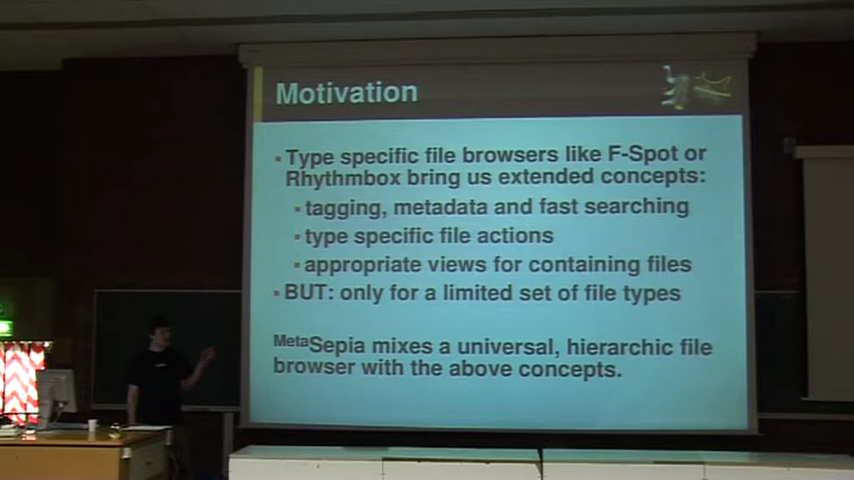 Motivation
Type specific file browsers like F-Spot or
Rhythmbox bring us extended concepts:
tagging, metadata and fast searching
type specific file actions
appropriate views for containing files
BUT: only for a limited set of file types
MetaSepia mixes a universal, hierarchic file
browser with the above concepts.